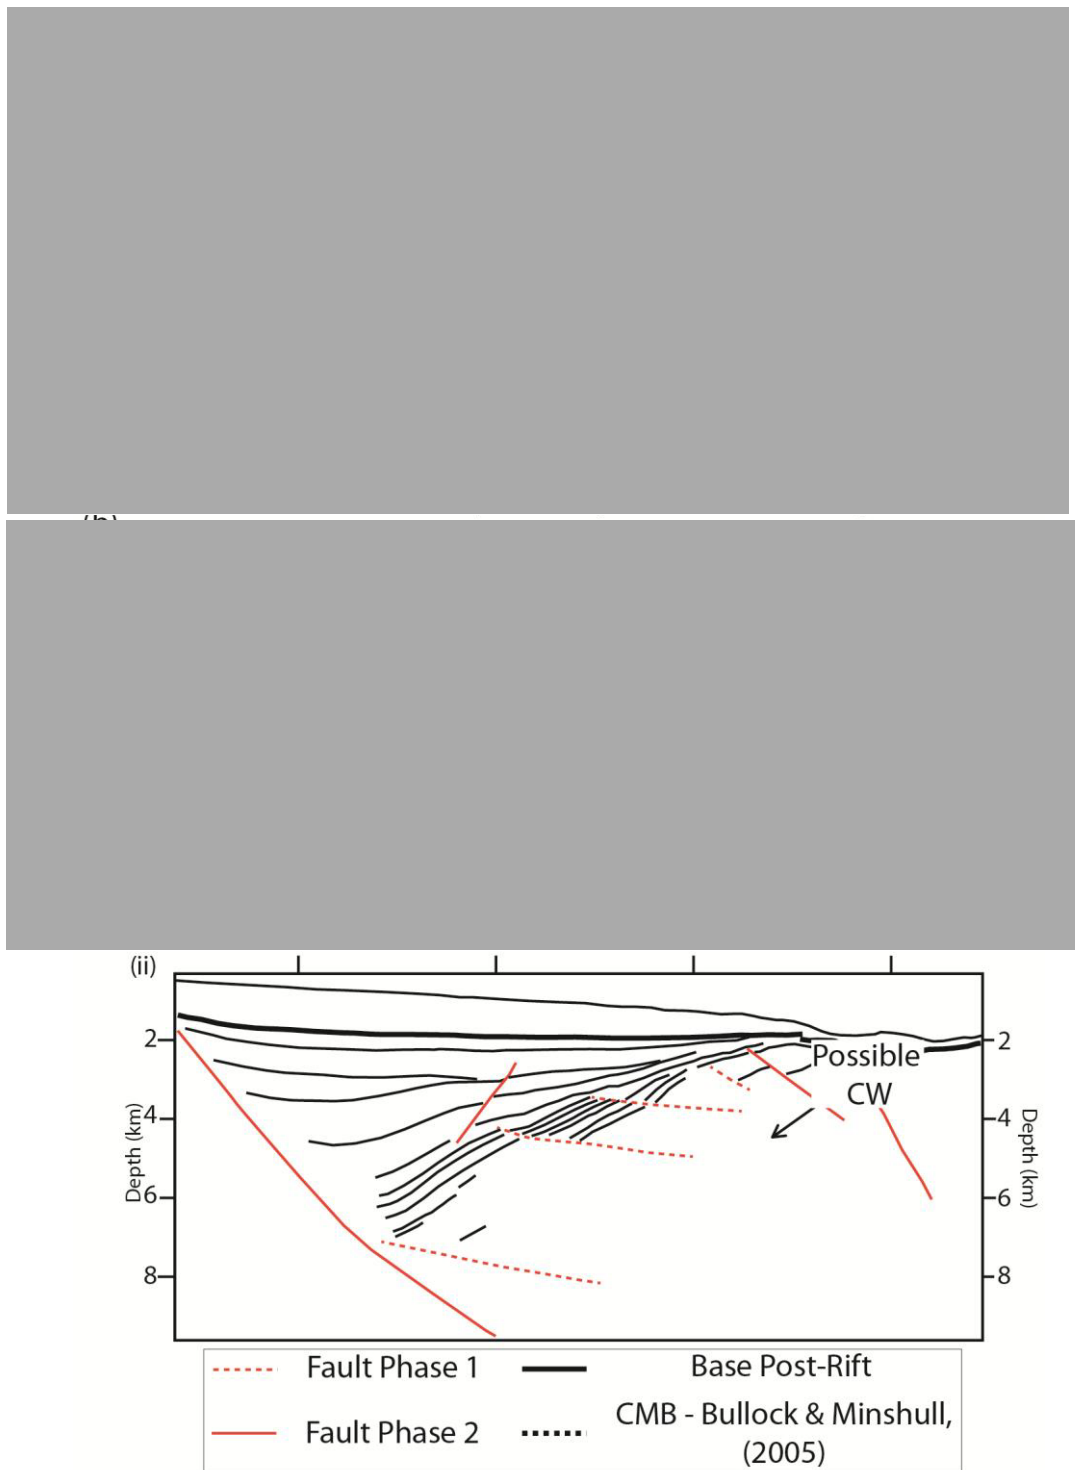 (ii)
2 2
Possible
CW
4 4
Depth (km) Depth (km)
6 6
8 8
Fault Phase 1 Base Post-Rift
Fault Phase 2 CMB - Bullock & Minshull,
(2005)